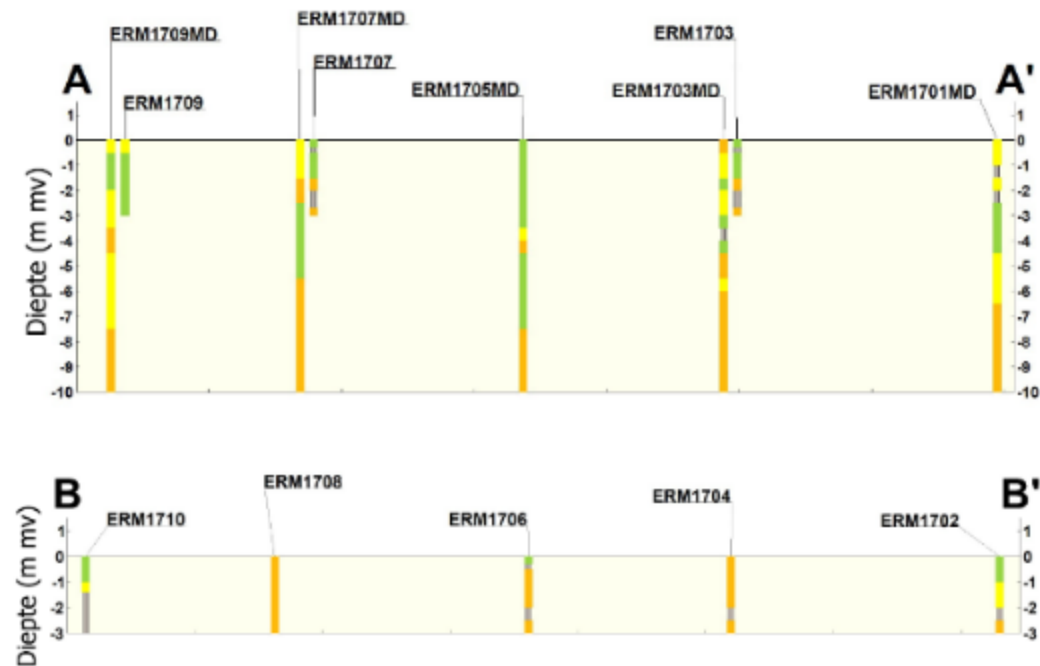 ERM1707MD
ERM1709MD
ERM1703
ERM1707
A
A'
ERM1705MD
ERM1703MD
ERM1701MD
ERM1709
1
0
-1
-2
-3
-4
-5
-6
-7
-8
-9
-10
Diepte (m mv)
1
0
-1
-2
-3
-4
-5
-6
-7
-8
-9
-10
B
B'
ERM1708
ERM1704
ERM1710
ERM1706
ERM1702
1
0
-1
-2
-3
Diepte (m mv)
1
0
-1
-2
-3